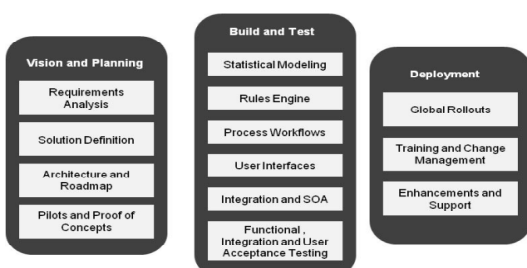 Vision and Planning
Requirements
Analysis
Solution Definition
Architecture and
Roadmap
Pilots and Proof of
Concepts
Build and Test
Statistical Modeling
Rules Engine
Process Workflows
User Interfaces
Integration and SOA
Functional ,
Integration and User
Acceptance Testing
Deployment
Global Rollouts
Training and Change
Management
Enhancements and
Support